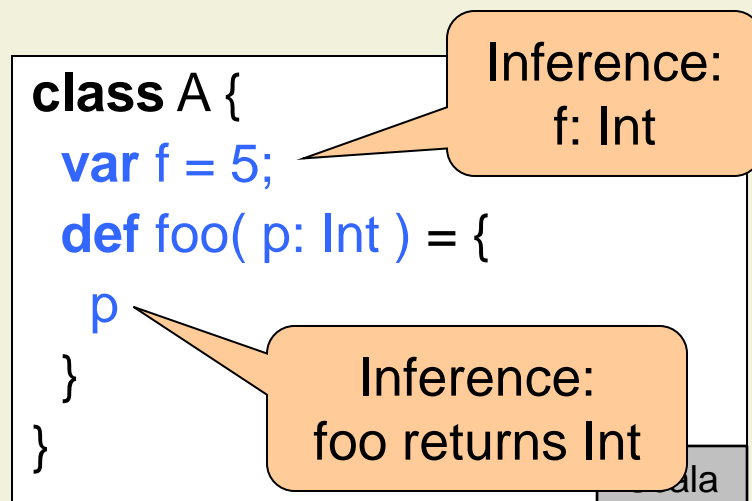 class A {
var f = 5;
def foo( p: Int ) = {
p
}
}
Inference:
f: Int
Inference:
foo returns Int